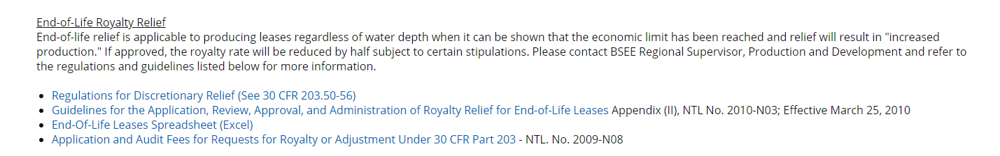 End-of-Life Royalty Relief
End-of-life relief is applicable to producing leases regardless of water depth when it can be shown that the economic limit has been reached and relief will result in "increased
production." If approved, the royalty rate will be reduced by half subject to certain stipulations. Please contact BSEE Regional Supervisor, Production and Development and refer to
the regulations and guidelines listed below for more information.
• Regulations for Discretionary Relief (See 30 CFR 203.50-56)
• Guidelines for the Application, Review, Approval, and Administration of Royalty Relief for End-of-Life Leases Appendix (II), NTL No. 2010-N03; Effective March 25, 2010
• End-Of-Life Leases Spreadsheet (Excel)
• Application and Audit Fees for Requests for Royalty or Adjustment Under 30 CFR Part 203 - NTL. No. 2009-N08